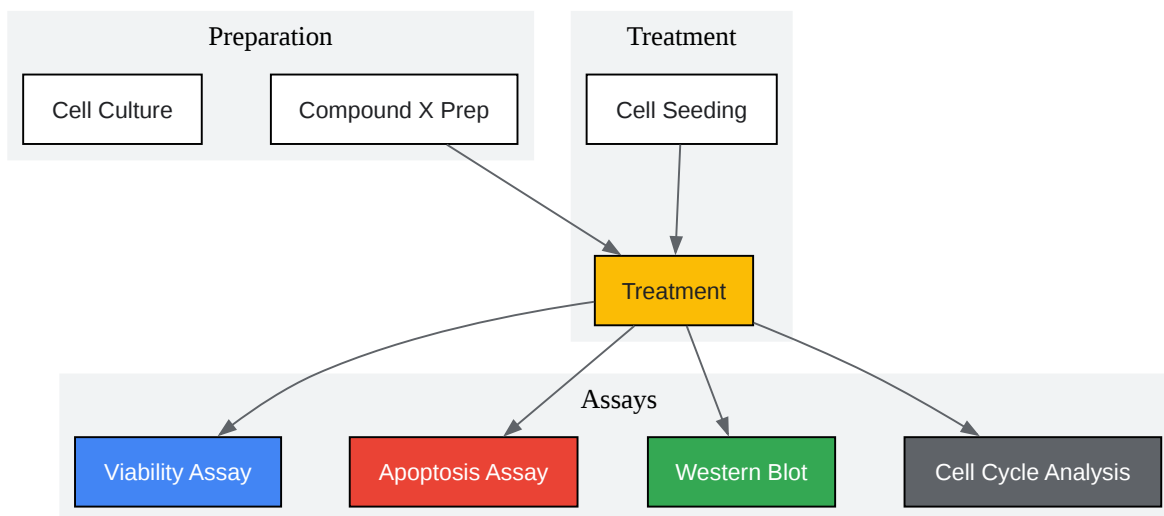 Preparation
Treatment
Cell Culture
Compound X Prep
Cell Seeding
Treatment
Assays
Viability Assay
Apoptosis Assay
Western Blot
Cell Cycle Analysis